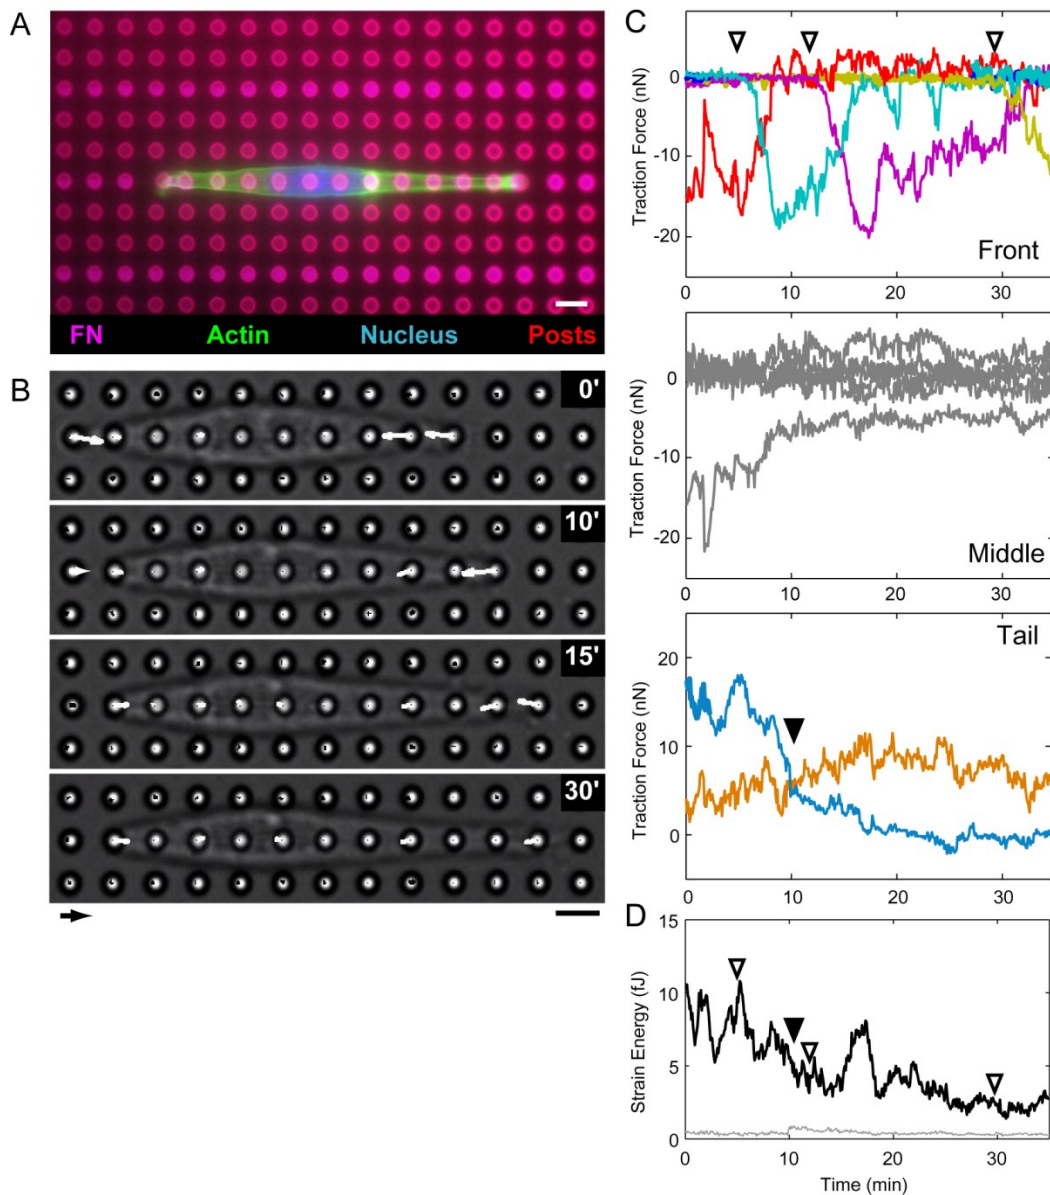 A
FN Actin Nucleus Posts
B
0'
10'
15'
30'
C
Traction Force (nN)
0
-10
-20
Front
0 10 20 30
Traction Force (nN)
0
-10
-20
Middle
0 10 20 30
Tail
Traction Force (nN)
20
10
0
0 10 20 30
D
Strain Energy (fJ)
15
10
5
0
0 10 20 30
Time (min)